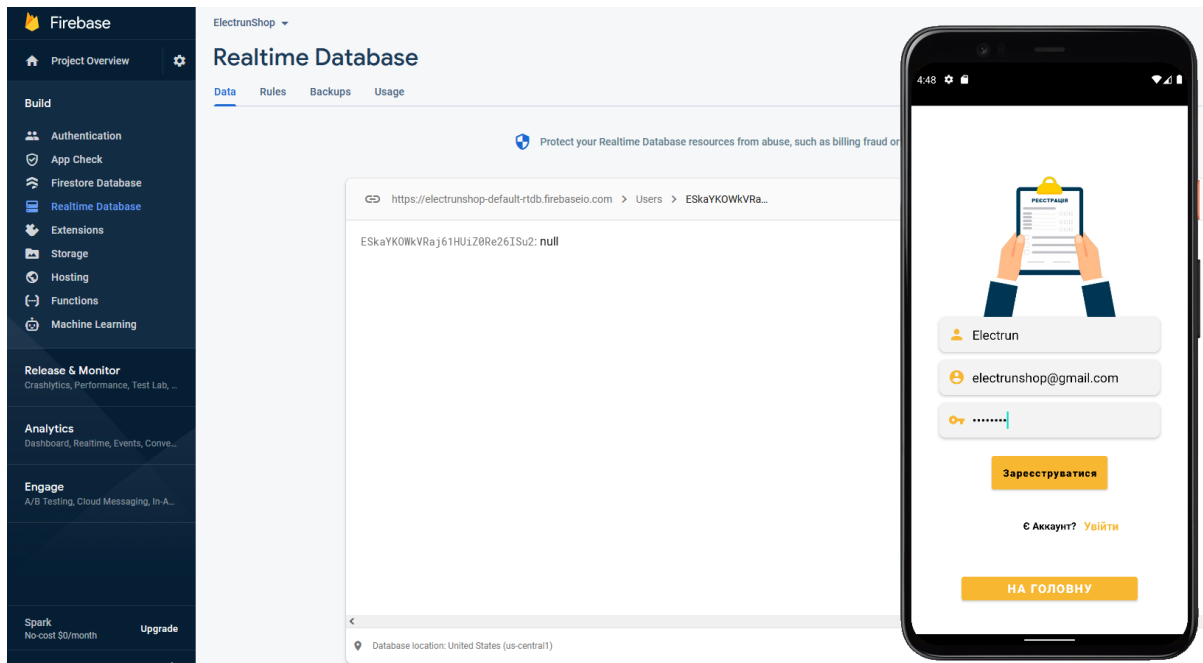 Firebase
Project Overview
Build
Authentication
App Check
Firestore Database
Realtime Database
Extensions
Storage
Hosting
Functions
Machine Learning
Release & Monitor
Crashlytics, Performance, Test Lab, ...
Analytics
Dashboard, Realtime, Events, Conve...
Engage
A/B Testing, Cloud Messaging, In-A...
Spark
No-cost $0/month
Upgrade
ElectrunShop
Realtime Database
Data Rules Backups Usage
Protect your Realtime Database resources from abuse, such as billing fraud or
https://electrunshop-default-rtdb.firebaseio.com > Users > ESkaYKOWkVRa...
ESkaYKOWkVRaj61HUiZ0Re26ISu2: null
Database location: United States (us-central1)
4:48
РЕЄСТРАЦІЯ
Electrun
electrunshop@gmail.com
••••••••
Зареєструватися
Є Аккаунт? Увійти
НА ГОЛОВНУ